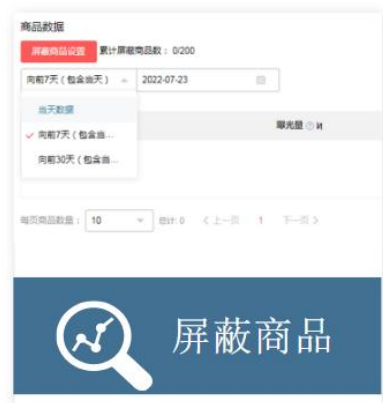 商品数据
屏蔽商品设置 累计屏蔽商品数： 0/200
向前7天（包含当天） 2022-07-23
当天数据
向前7天（包含当...
曝光量
向前30天（包含当...
每页商品数量： 10 总计: 0 < 上一页 1 下一页 >
屏蔽商品